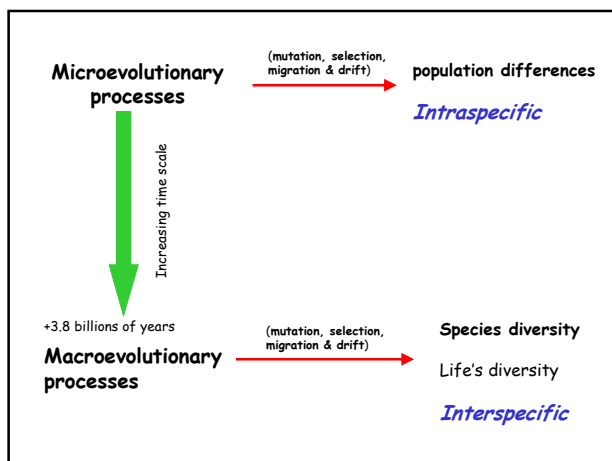 (mutation, selection,
migration & drift)
Microevolutionary
processes
population differences
Intraspecific
Increasing time scale
+3.8 billions of years
Macroevolutionary
processes
(mutation, selection,
migration & drift)
Species diversity
Life's diversity
Interspecific